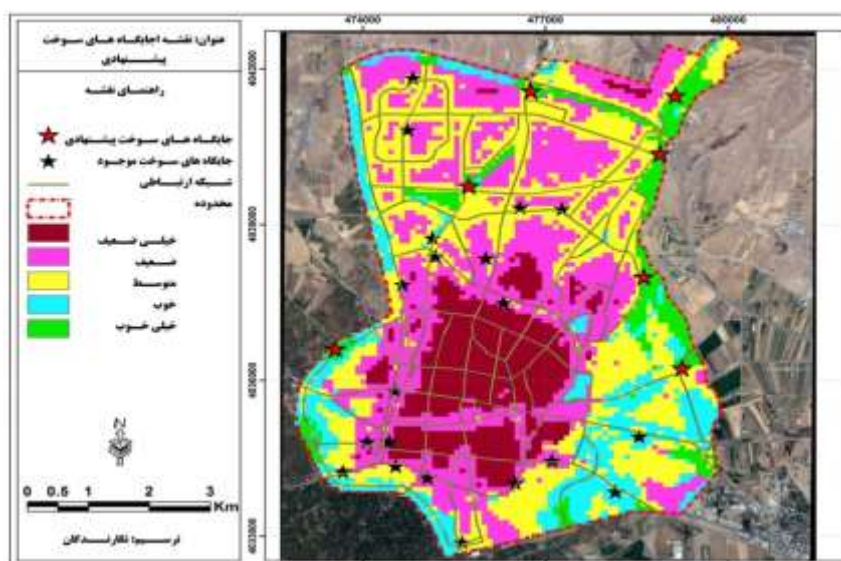 عنوان: نقشه جایگاه های سوخت
پیشنهادی
راهنمای نقشه
جایگاه های سوخت پیشنهادی
جایگاه های سوخت موجود
شبکه ارتباطی
محدوده
خیلی ضعیف
ضعیف
متوسط
خوب
خیلی خوب
N
0 0.5 1 2 3
Km
ترسیم: نگارندگان
474000 477000 480000
4042000
4039000
4036000
4033000